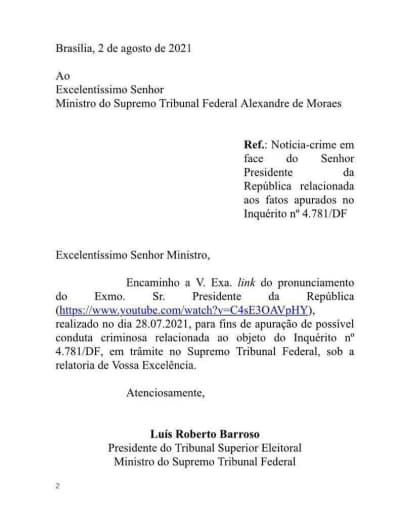 Brasília, 2 de agosto de 2021
Ao
Excelentíssimo Senhor
Ministro do Supremo Tribunal Federal Alexandre de Moraes
Ref.: Notícia-crime em
face do Senhor
Presidente da
República relacionada
aos fatos apurados no
Inquérito nº 4.781/DF
Excelentíssimo Senhor Ministro,
Encaminho a V. Exa. link do pronunciamento
do Exmo. Sr. Presidente da República
(https://www.youtube.com/watch?v=C4sE3OAVpHY),
realizado no dia 28.07.2021, para fins de apuração de possível
conduta criminosa relacionada ao objeto do Inquérito nº
4.781/DF, em trâmite no Supremo Tribunal Federal, sob a
relatoria de Vossa Excelência.
Atenciosamente,
Luís Roberto Barroso
Presidente do Tribunal Superior Eleitoral
Ministro do Supremo Tribunal Federal
2